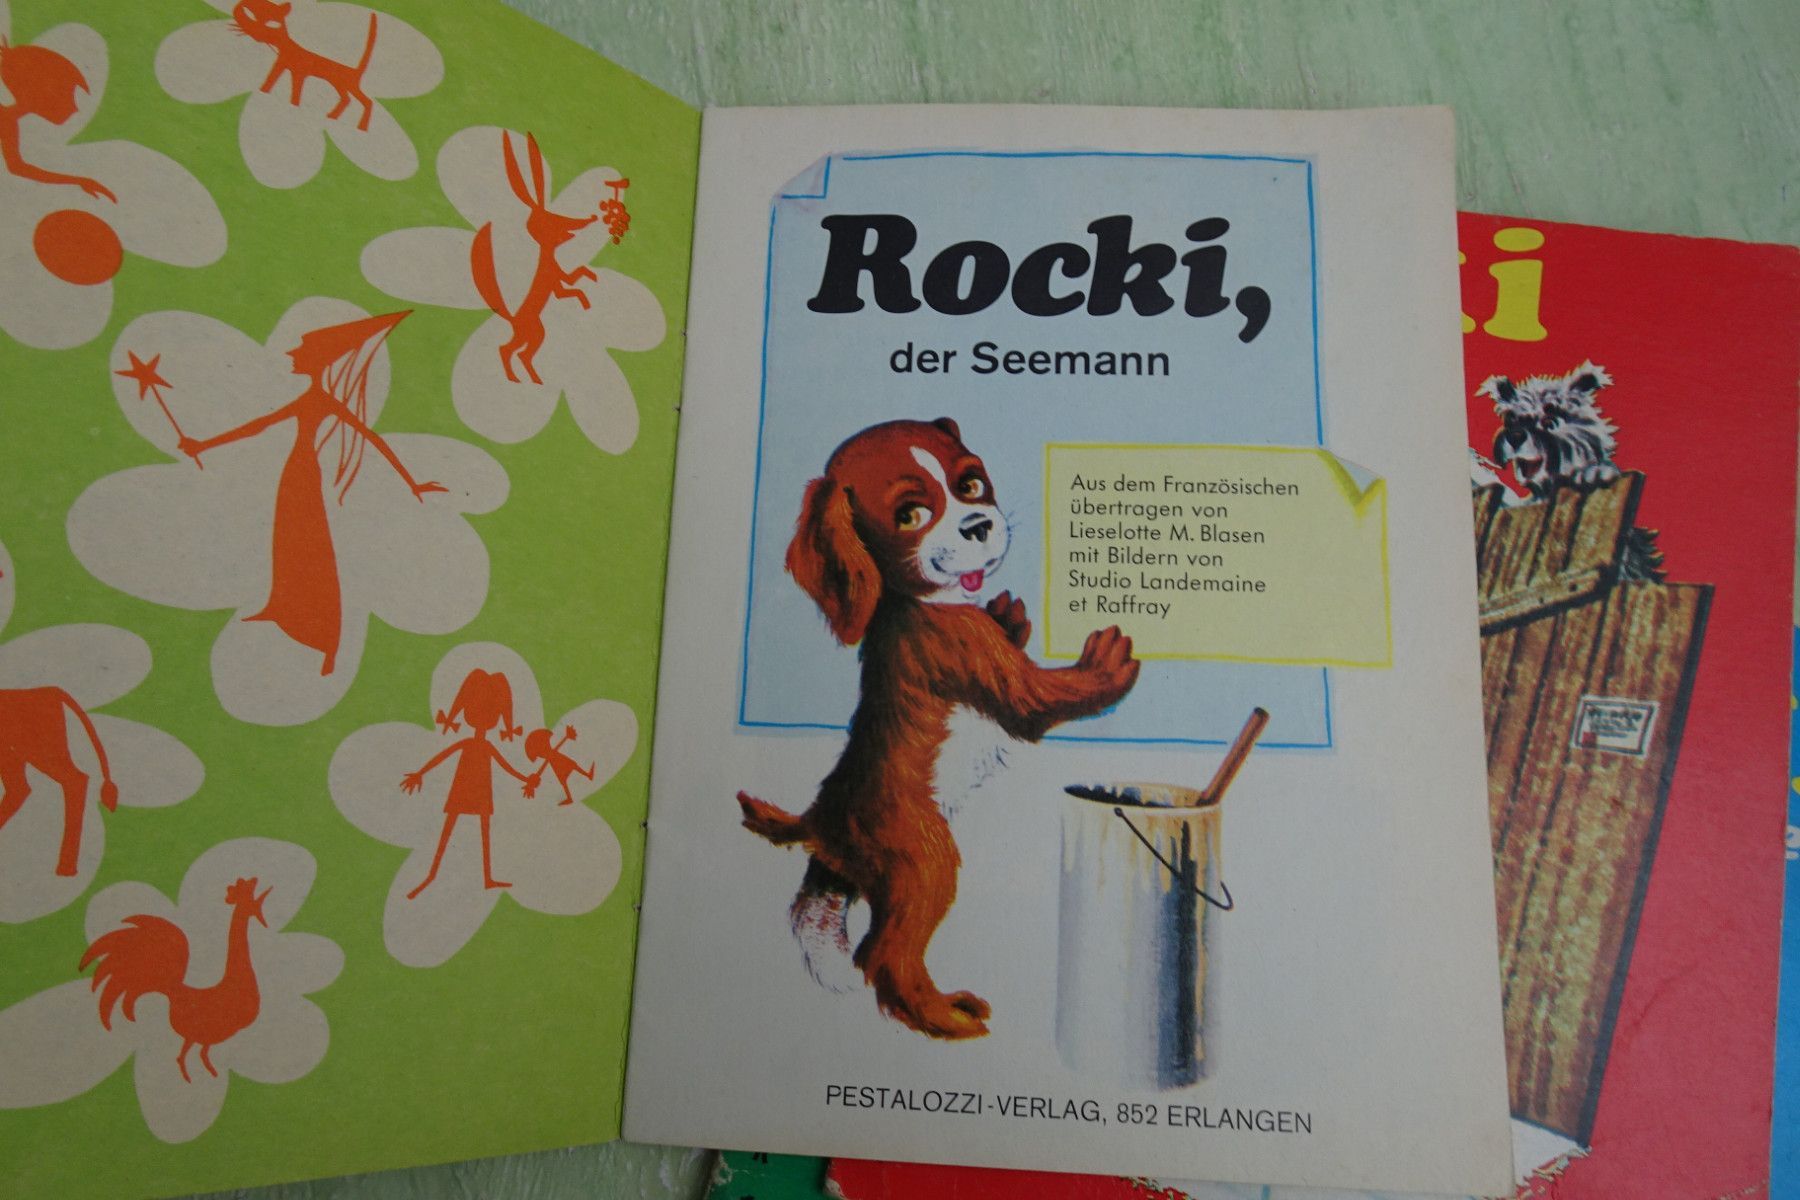 Rocki,
der Seemann
Aus dem Französischen
übertragen von
Lieselotte M. Blasen
mit Bildern von
Studio Landemaine
et Raffray
PESTALOZZI-VERLAG, 852 ERLANGEN
ki